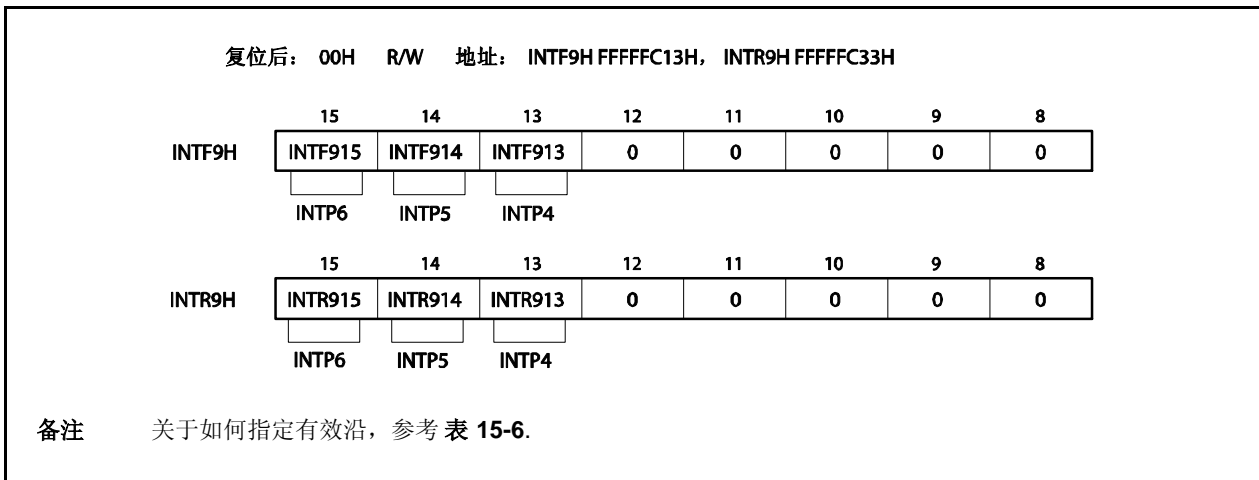 复位后： 00H R/W 地址： INTF9H FFFFFC13H， INTR9H FFFFFC33H
15 14 13 12 11 10 9 8
INTF9H INTF915 INTF914 INTF913 0 0 0 0 0
INTP6 INTP5 INTP4
15 14 13 12 11 10 9 8
INTR9H INTR915 INTR914 INTR913 0 0 0 0 0
INTP6 INTP5 INTP4
备注 关于如何指定有效沿，参考 表 15-6.